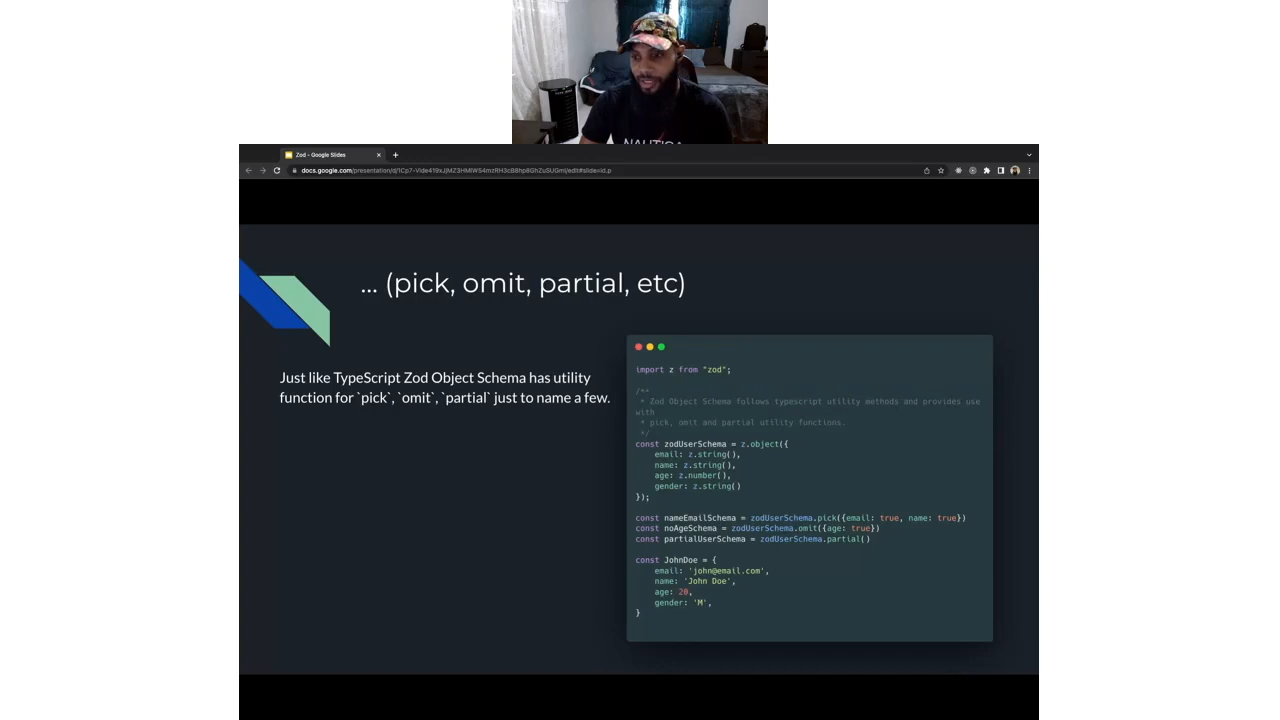 NAUTICA
Zod - Google Slides
... (pick, omit, partial, etc)
Just like TypeScript Zod Object Schema has utility
function for `pick`, `omit`, `partial` just to name a few.
import z from "zod";
/**
* Zod Object Schema follows typescript utility methods and provides use
with
* pick, omit and partial utility functions.
*/
const zodUserSchema = z.object({
email: z.string(),
name: z.string(),
age: z.number(),
gender: z.string()
});
const nameEmailSchema = zodUserSchema.pick({email: true, name: true})
const noAgeSchema = zodUserSchema.omit({age: true})
const partialUserSchema = zodUserSchema.partial()
const JohnDoe = {
email: 'john@email.com',
name: 'John Doe',
age: 20,
gender: 'M',
}